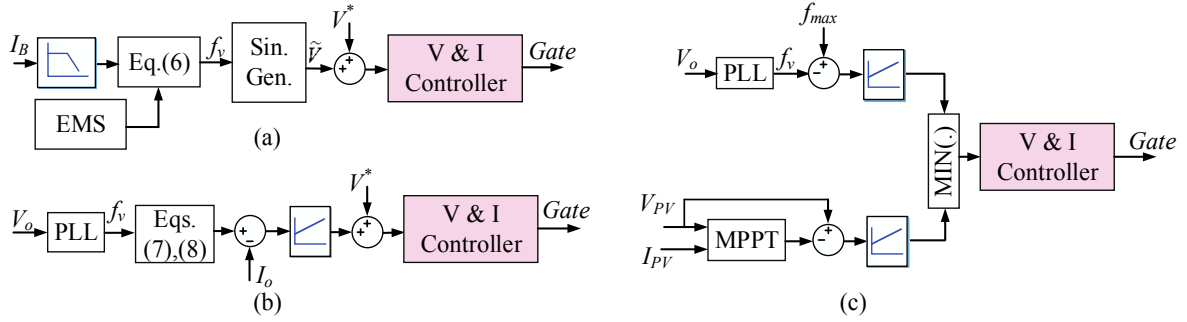 I_B
Eq.(6)
f_v
Sin.
Gen.
Ṽ
V*
+
+
V & I
Controller
Gate
EMS
(a)
V_o
PLL
f_v
Eqs.
(7),(8)
+
−
I_o
V*
+
+
V & I
Controller
Gate
(b)
f_max
V_o
PLL
f_v
+
−
MIN(.)
V & I
Controller
Gate
V_PV
I_PV
MPPT
+
−
(c)